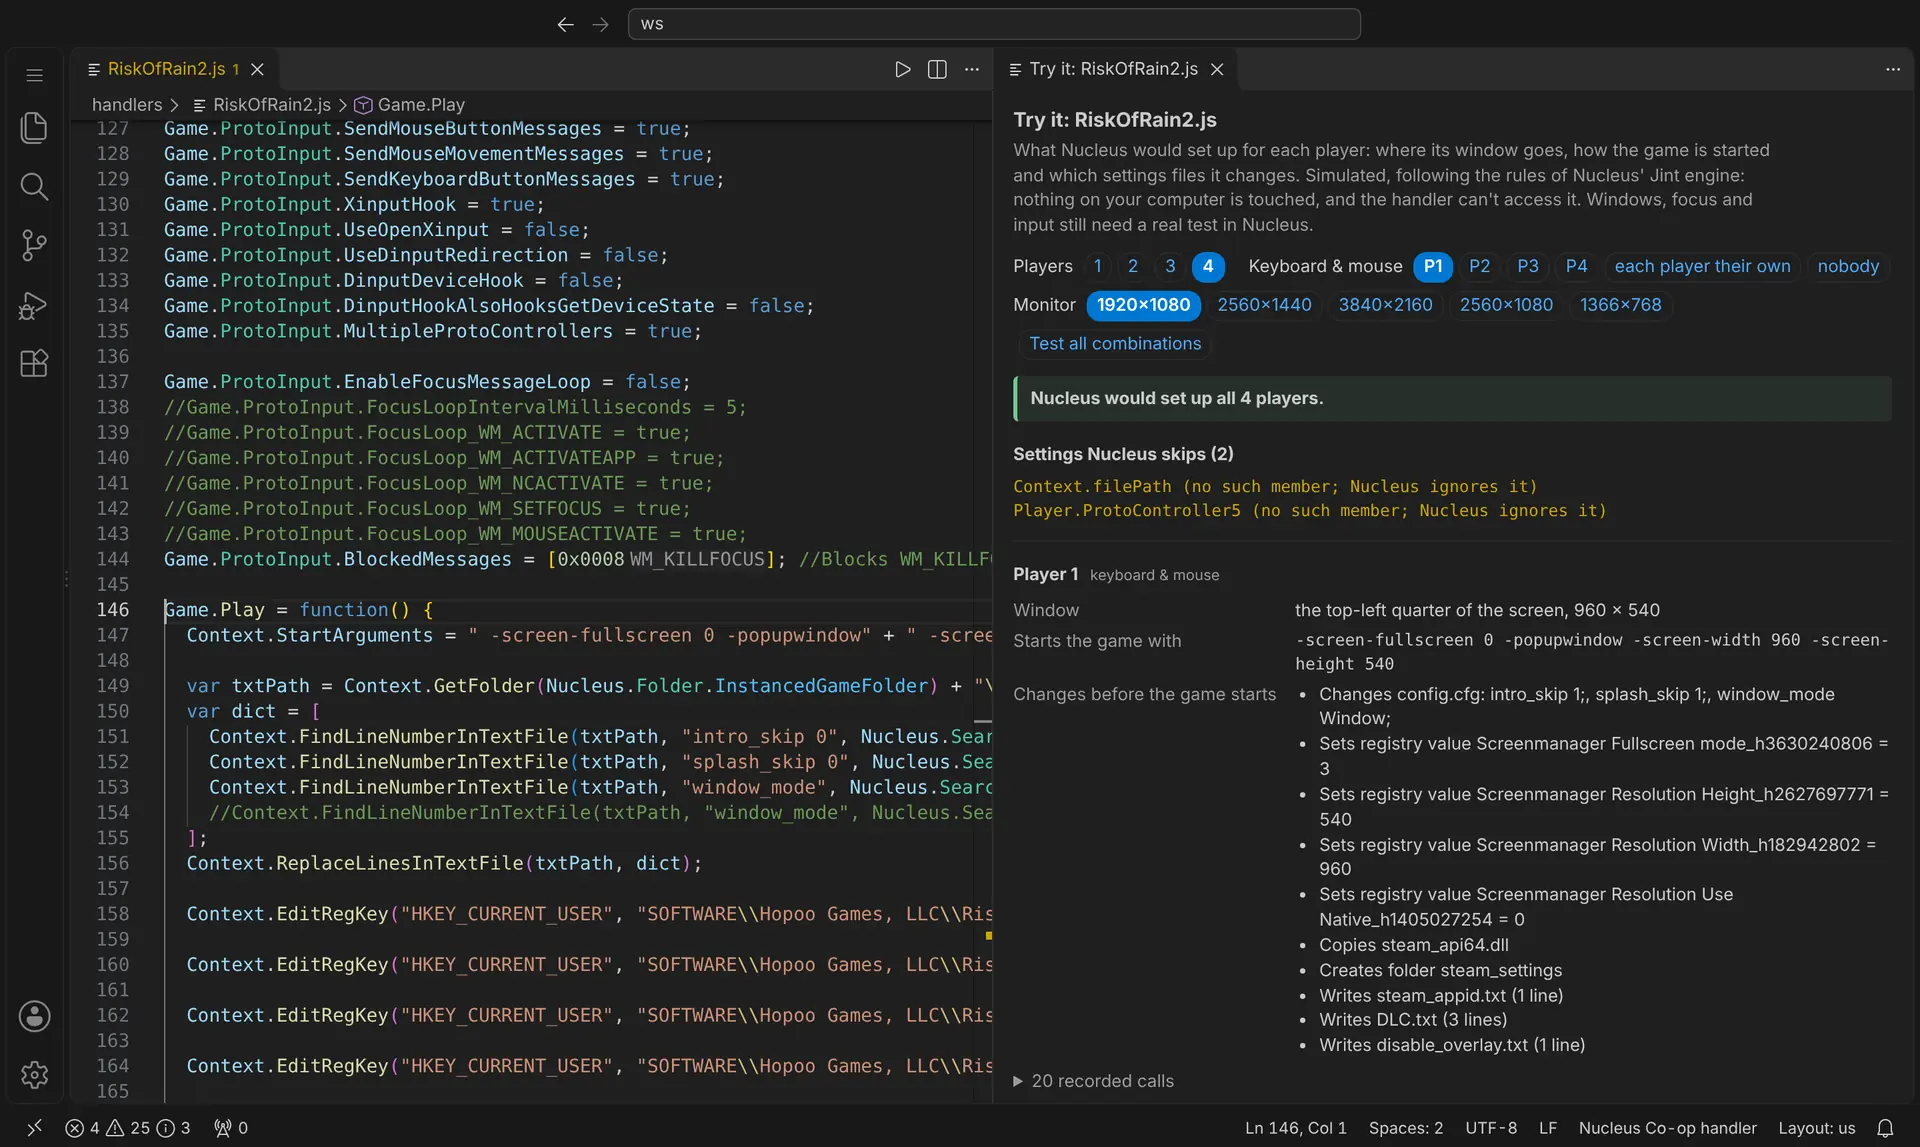 ws
RiskOfRain2.js 1
handlers > RiskOfRain2.js > Game.Play
127 Game.ProtoInput.SendMouseButtonMessages = true;
128 Game.ProtoInput.SendMouseMovementMessages = true;
129 Game.ProtoInput.SendKeyboardButtonMessages = true;
130 Game.ProtoInput.XinputHook = true;
131 Game.ProtoInput.UseOpenXinput = false;
132 Game.ProtoInput.UseDinputRedirection = false;
133 Game.ProtoInput.DinputDeviceHook = false;
134 Game.ProtoInput.DinputHookAlsoHooksGetDeviceState = false;
135 Game.ProtoInput.MultipleProtoControllers = true;
136
137 Game.ProtoInput.EnableFocusMessageLoop = false;
138 //Game.ProtoInput.FocusLoopIntervalMilliseconds = 5;
139 //Game.ProtoInput.FocusLoop_WM_ACTIVATE = true;
140 //Game.ProtoInput.FocusLoop_WM_ACTIVATEAPP = true;
141 //Game.ProtoInput.FocusLoop_WM_NCACTIVATE = true;
142 //Game.ProtoInput.FocusLoop_WM_SETFOCUS = true;
143 //Game.ProtoInput.FocusLoop_WM_MOUSEACTIVATE = true;
144 Game.ProtoInput.BlockedMessages = [0x0008 WM_KILLFOCUS]; //Blocks WM_KILLF
145
146 Game.Play = function() {
147 Context.StartArguments = " -screen-fullscreen 0 -popupwindow" + " -scree
148
149 var txtPath = Context.GetFolder(Nucleus.Folder.InstancedGameFolder) + "\
150 var dict = [
151 Context.FindLineNumberInTextFile(txtPath, "intro_skip 0", Nucleus.Sear
152 Context.FindLineNumberInTextFile(txtPath, "splash_skip 0", Nucleus.Sea
153 Context.FindLineNumberInTextFile(txtPath, "window_mode", Nucleus.Searc
154 //Context.FindLineNumberInTextFile(txtPath, "window_mode", Nucleus.Sea
155 ];
156 Context.ReplaceLinesInTextFile(txtPath, dict);
157
158 Context.EditRegKey("HKEY_CURRENT_USER", "SOFTWARE\\Hopoo Games, LLC\\Ris
159
160 Context.EditRegKey("HKEY_CURRENT_USER", "SOFTWARE\\Hopoo Games, LLC\\Ris
161
162 Context.EditRegKey("HKEY_CURRENT_USER", "SOFTWARE\\Hopoo Games, LLC\\Ris
163
164 Context.EditRegKey("HKEY_CURRENT_USER", "SOFTWARE\\Hopoo Games, LLC\\Ris
165
Try it: RiskOfRain2.js
Try it: RiskOfRain2.js
What Nucleus would set up for each player: where its window goes, how the game is started
and which settings files it changes. Simulated, following the rules of Nucleus' Jint engine:
nothing on your computer is touched, and the handler can't access it. Windows, focus and
input still need a real test in Nucleus.
Players 1 2 3 4 Keyboard & mouse P1 P2 P3 P4 each player their own nobody
Monitor 1920×1080 2560×1440 3840×2160 2560×1080 1366×768
Test all combinations
Nucleus would set up all 4 players.
Settings Nucleus skips (2)
Context.filePath (no such member; Nucleus ignores it)
Player.ProtoController5 (no such member; Nucleus ignores it)
Player 1 keyboard & mouse
Window the top-left quarter of the screen, 960 × 540
Starts the game with -screen-fullscreen 0 -popupwindow -screen-width 960 -screen-
height 540
Changes before the game starts • Changes config.cfg: intro_skip 1;, splash_skip 1;, window_mode
Window;
• Sets registry value Screenmanager Fullscreen mode_h3630240806 =
3
• Sets registry value Screenmanager Resolution Height_h2627697771 =
540
• Sets registry value Screenmanager Resolution Width_h182942802 =
960
• Sets registry value Screenmanager Resolution Use
Native_h1405027254 = 0
• Copies steam_api64.dll
• Creates folder steam_settings
• Writes steam_appid.txt (1 line)
• Writes DLC.txt (3 lines)
• Writes disable_overlay.txt (1 line)
20 recorded calls
4 25 3 0 Ln 146, Col 1 Spaces: 2 UTF-8 LF Nucleus Co-op handler Layout: us